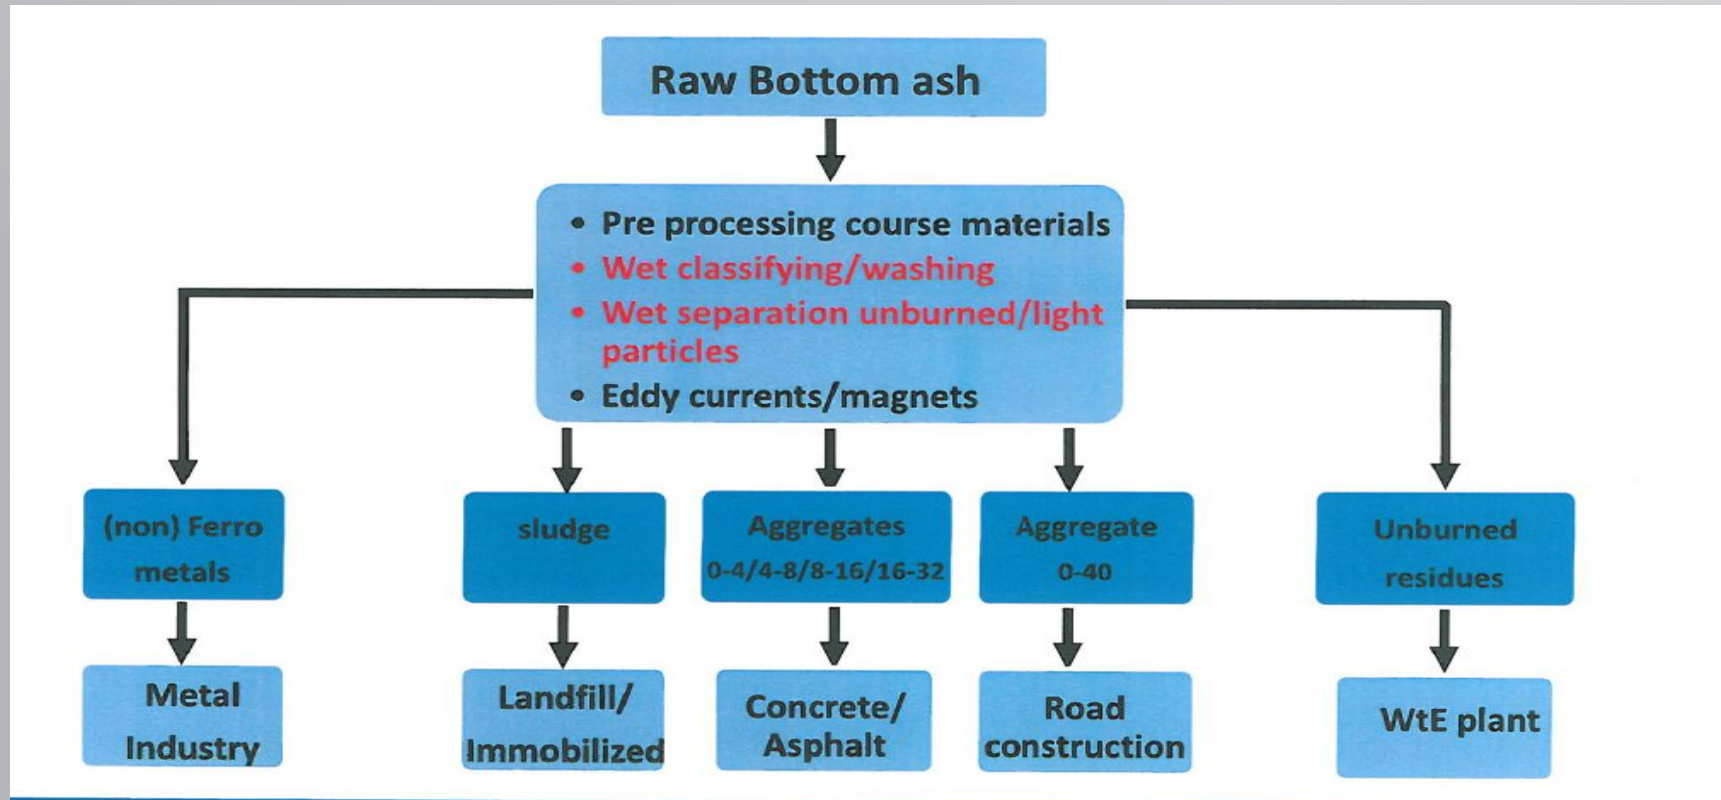 Raw Bottom ash
• Pre processing course materials
• Wet classifying/washing
• Wet separation unburned/light
particles
• Eddy currents/magnets
(non) Ferro
metals
sludge
Aggregates
0-4/4-8/8-16/16-32
Aggregate
0-40
Unburned
residues
Metal
Industry
Landfill/
Immobilized
Concrete/
Asphalt
Road
construction
WtE plant